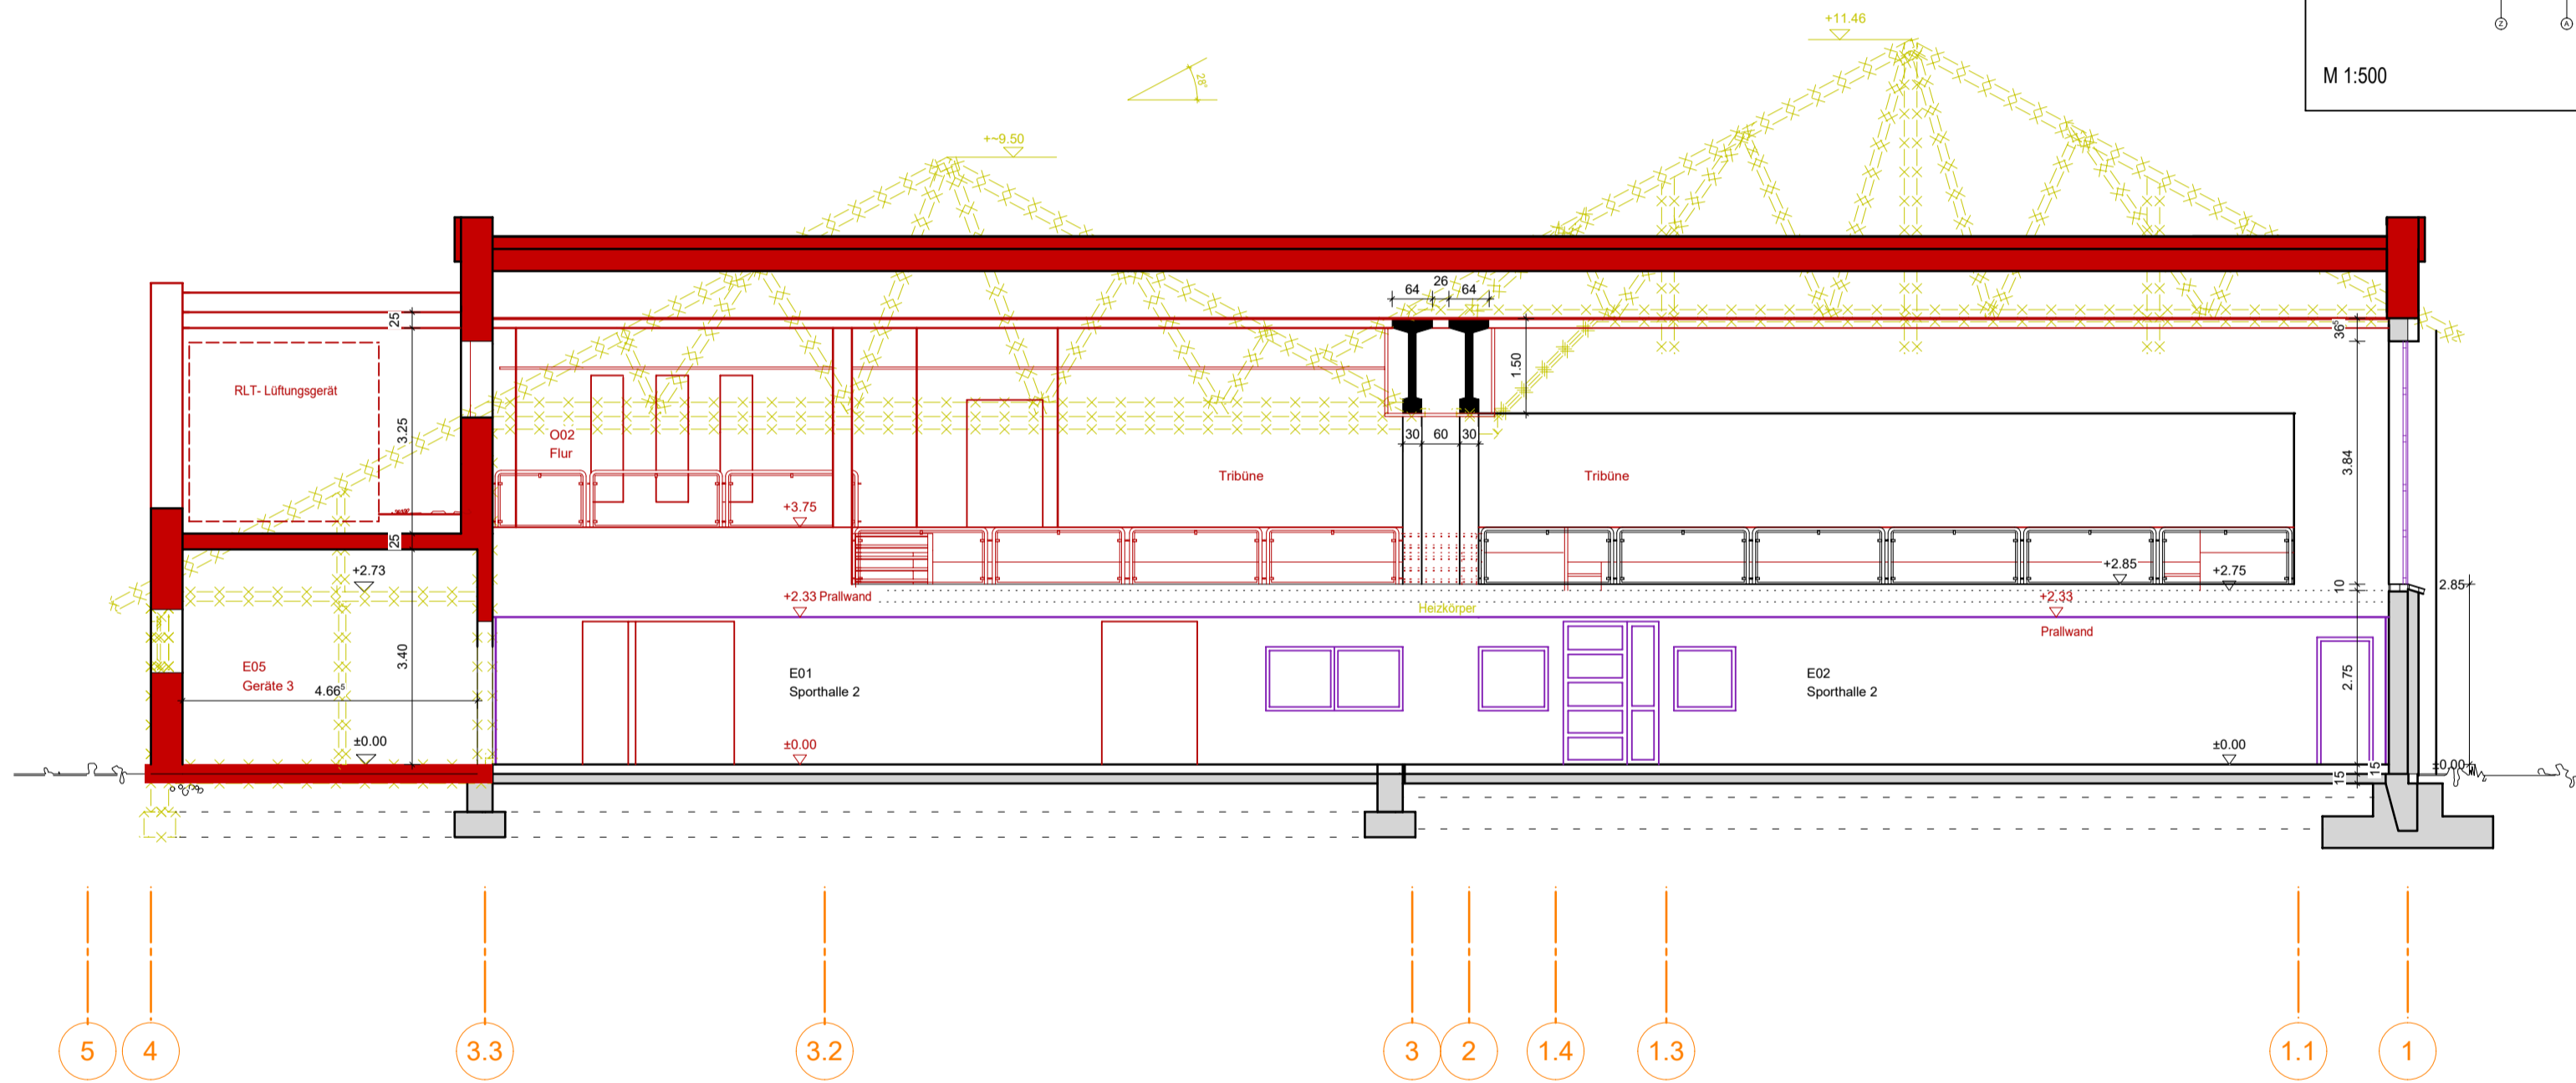 +11.46
Z
A
M 1:500
28°
+~9.50
64
26
64
25
36⁵
1.50
RLT- Lüftungsgerät
3.25
O02
Flur
30
60
30
3.84
Tribüne
Tribüne
+3.75
25
+2.73
+2.85
+2.75
10
2.85
+2.33 Prallwand
Heizkörper
+2,33
Prallwand
3.40
E05
Geräte 3
4.66⁵
E01
Sporthalle 2
E02
Sporthalle 2
2.75
±0.00
±0.00
±0.00
±0.00
15
15
5
4
3.3
3.2
3
2
1.4
1.3
1.1
1